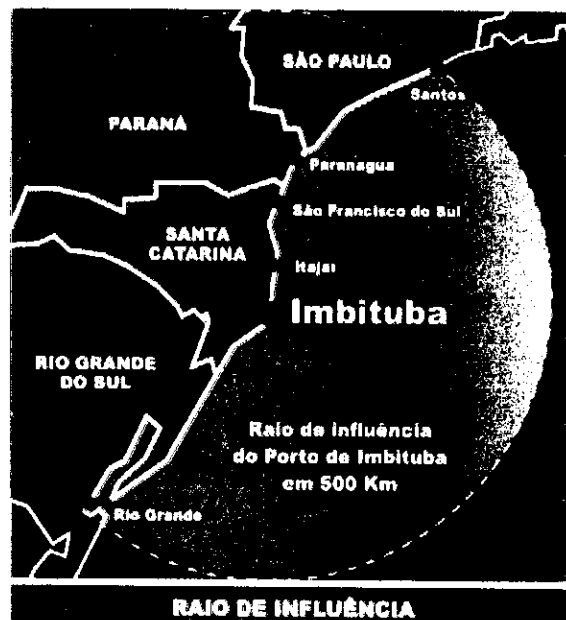 SÃO PAULO
Santos
PARANÁ
Paranagua
São Francisco do Sul
SANTA
CATARINA
Itajaí
Imbituba
RIO GRANDE
DO SUL
Raio de influência
do Porto de Imbituba
em 500 Km
Rio Grande
RAIO DE INFLUÊNCIA